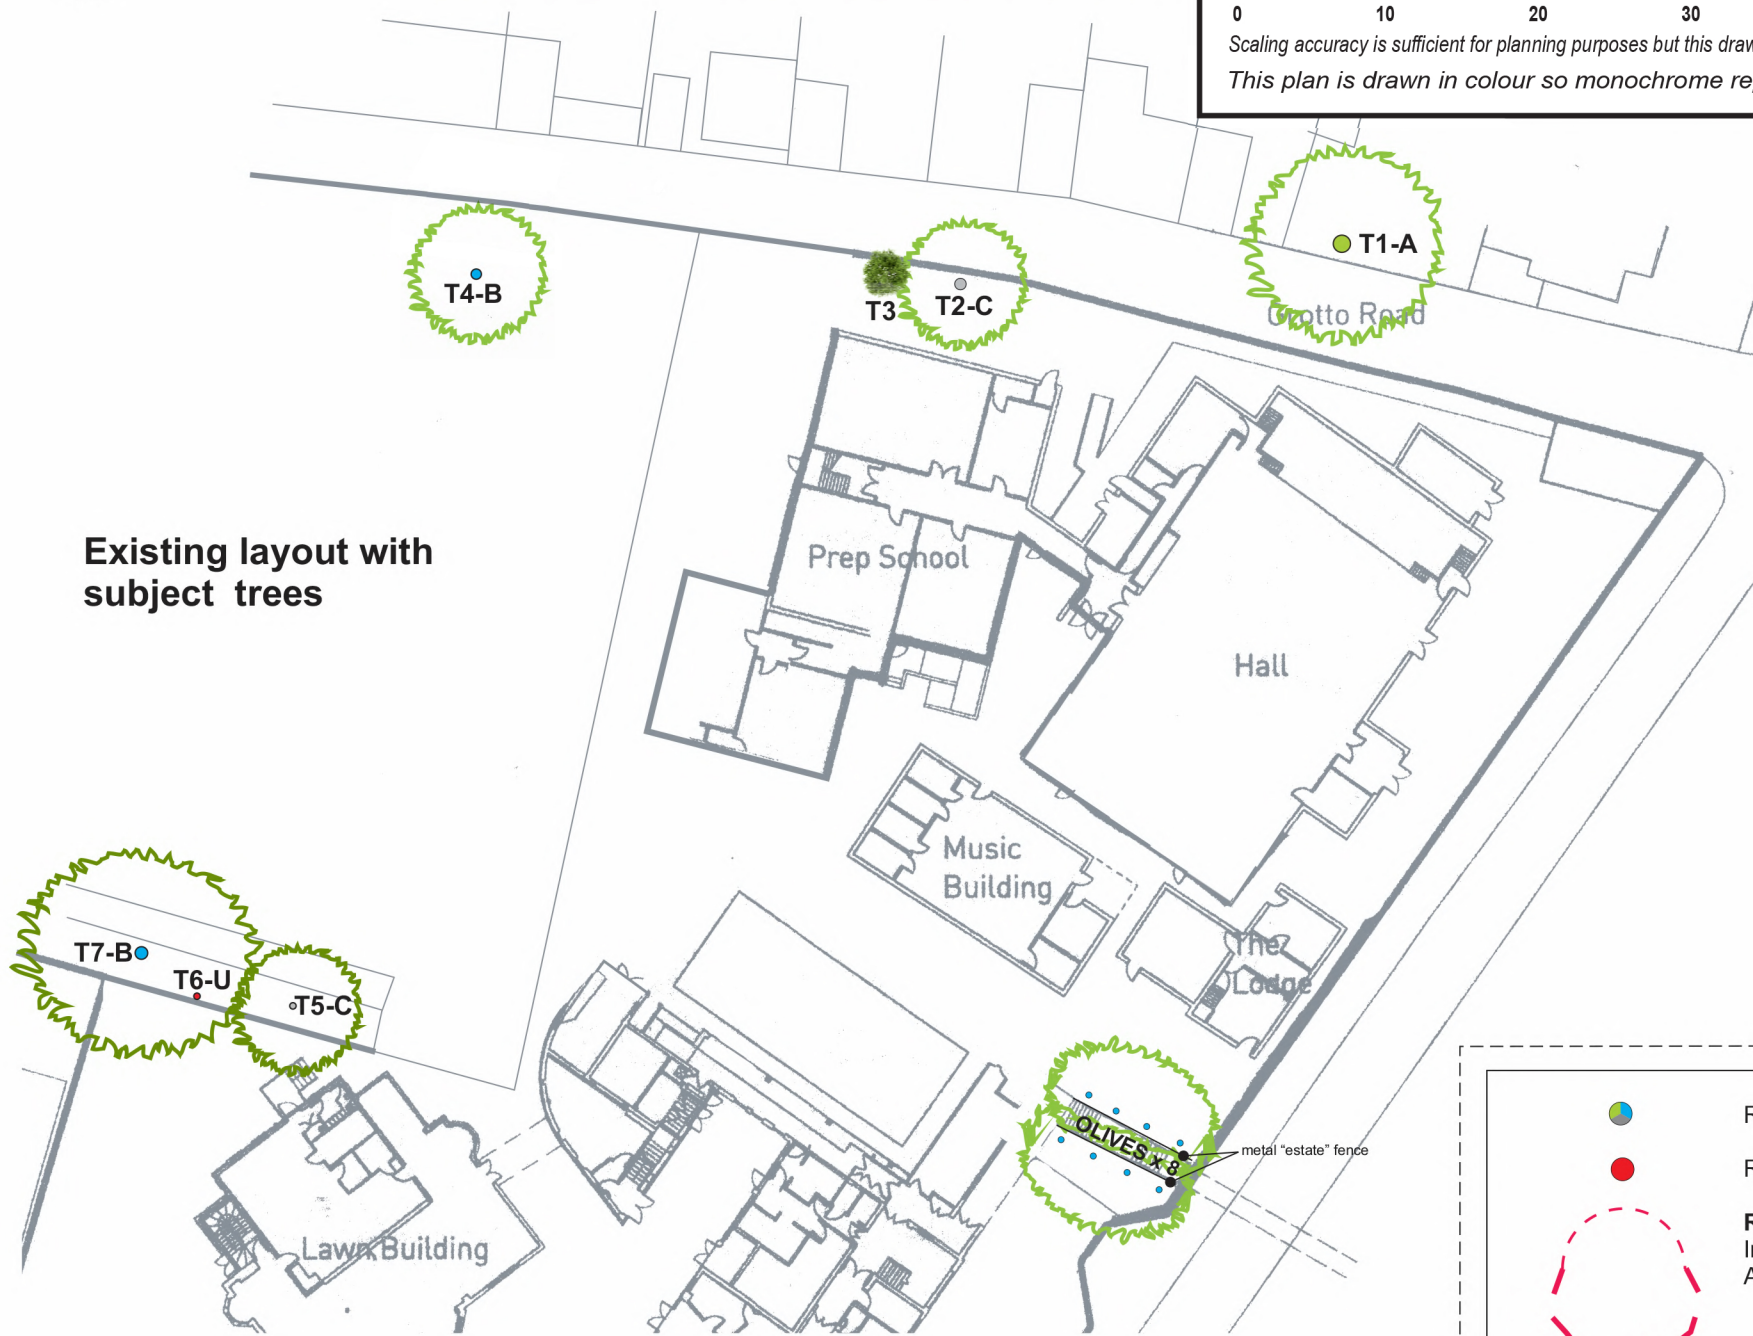 0 10 20 30
Scaling accuracy is sufficient for planning purposes but this draw
This plan is drawn in colour so monochrome re
T1-A
T4-B
T3
T2-C
Grotto Road
Existing layout with
subject trees
Prep School
Hall
Music
Building
The
Lodge
T7-B
T6-U
T5-C
OLIVES x 8
metal “estate” fence
Lawn Building
R
R
R
In
A